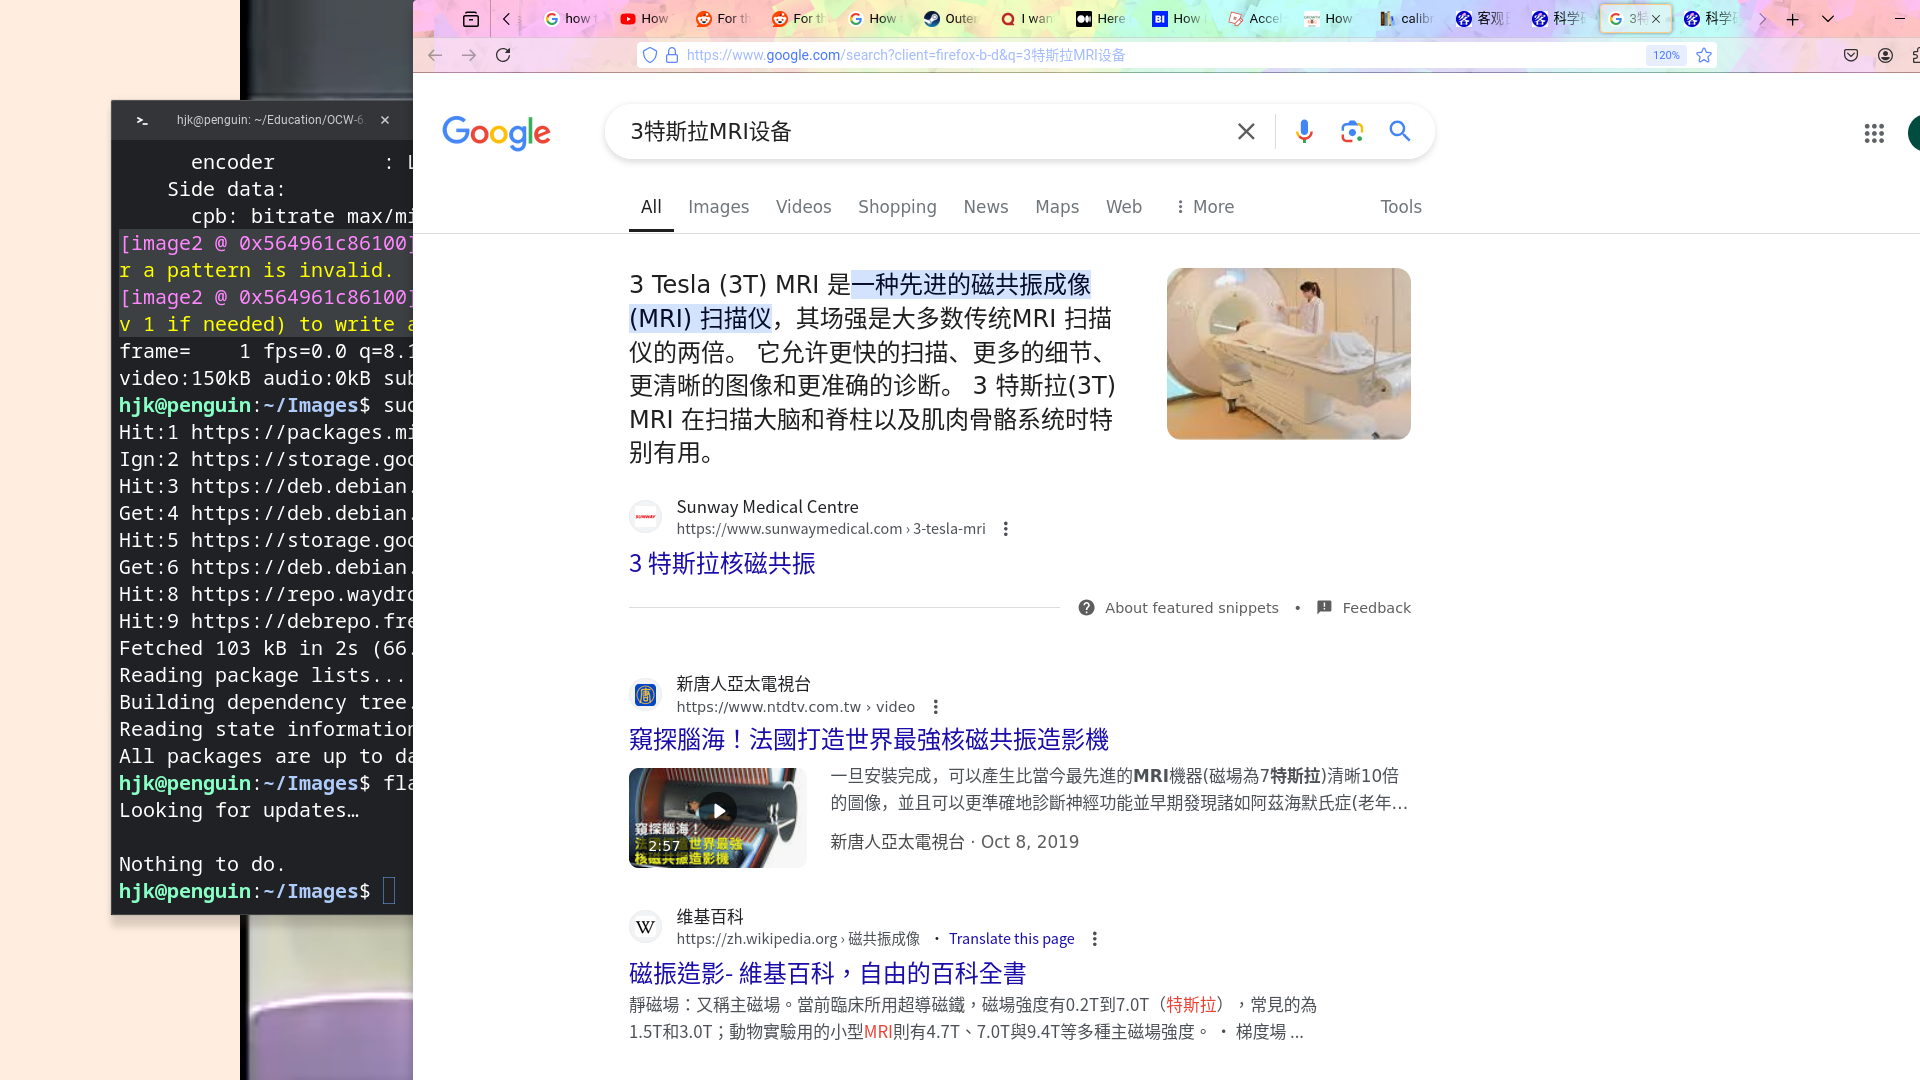 how
How
For th
For th
How
Outer
I wan
Here
How
Accel
How
calibr
客观
科学
3特
科学
https://www.google.com/search?client=firefox-b-d&q=3特斯拉MRI设备
120%
hjk@penguin: ~/Education/OCW-6
encoder : L
Side data:
cpb: bitrate max/mi
[image2 @ 0x564961c86100]
r a pattern is invalid.
[image2 @ 0x564961c86100]
v 1 if needed) to write a
frame= 1 fps=0.0 q=8.1
video:150kB audio:0kB sub
hjk@penguin:~/Images$ sud
Hit:1 https://packages.mi
Ign:2 https://storage.goo
Hit:3 https://deb.debian.
Get:4 https://deb.debian.
Hit:5 https://storage.goo
Get:6 https://deb.debian.
Hit:8 https://repo.waydro
Hit:9 https://debrepo.fre
Fetched 103 kB in 2s (66.
Reading package lists...
Building dependency tree.
Reading state information
All packages are up to da
hjk@penguin:~/Images$ fla
Looking for updates…
Nothing to do.
hjk@penguin:~/Images$
Google
3特斯拉MRI设备
All Images Videos Shopping News Maps Web More Tools
3 Tesla (3T) MRI 是一种先进的磁共振成像
(MRI) 扫描仪，其场强是大多数传统MRI 扫描
仪的两倍。 它允许更快的扫描、更多的细节、
更清晰的图像和更准确的诊断。 3 特斯拉(3T)
MRI 在扫描大脑和脊柱以及肌肉骨骼系统时特
别有用。
SUNWAY
Sunway Medical Centre
https://www.sunwaymedical.com › 3-tesla-mri
3 特斯拉核磁共振
About featured snippets • Feedback
新唐人亞太電視台
https://www.ntdtv.com.tw › video
窺探腦海！法國打造世界最強核磁共振造影機
窺探腦海！
法國打造世界最強
核磁共振造影機
2:57
一旦安裝完成，可以產生比當今最先進的MRI機器(磁場為7特斯拉)清晰10倍
的圖像，並且可以更準確地診斷神經功能並早期發現諸如阿茲海默氏症(老年...
新唐人亞太電視台 · Oct 8, 2019
W
维基百科
https://zh.wikipedia.org › 磁共振成像 · Translate this page
磁振造影- 維基百科，自由的百科全書
靜磁場：又稱主磁場。當前臨床所用超導磁鐵，磁場強度有0.2T到7.0T（特斯拉），常見的為
1.5T和3.0T；動物實驗用的小型MRI則有4.7T、7.0T與9.4T等多種主磁場強度。 · 梯度場 ...